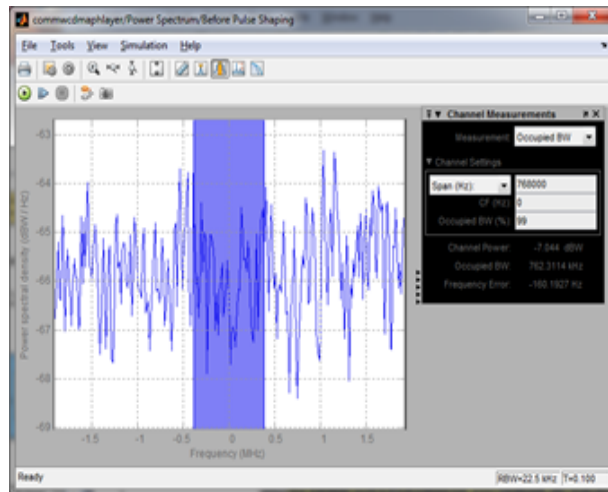 commwcdmaphlayer/Power Spectrum/Before Pulse Shaping
File Tools View Simulation Help
Channel Measurements
Measurement: Occupied BW
Channel Settings
Span (Hz): 768000
CF (Hz): 0
Occupied BW (%): 99
Channel Power: -7.044 dBW
Occupied BW: 762.3114 kHz
Frequency Error: -160.1927 Hz
Power spectral density (dBW / Hz)
-63
-64
-65
-66
-67
-68
-69
-1.5 -1 -0.5 0 0.5 1 1.5
Frequency (MHz)
Ready RBW=22.5 kHz T=0.100